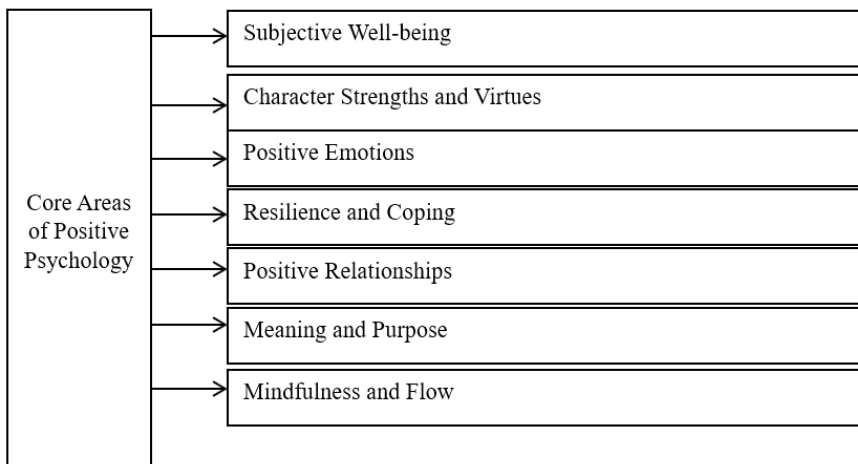 Core Areas
of Positive
Psychology
Subjective Well-being
Character Strengths and Virtues
Positive Emotions
Resilience and Coping
Positive Relationships
Meaning and Purpose
Mindfulness and Flow